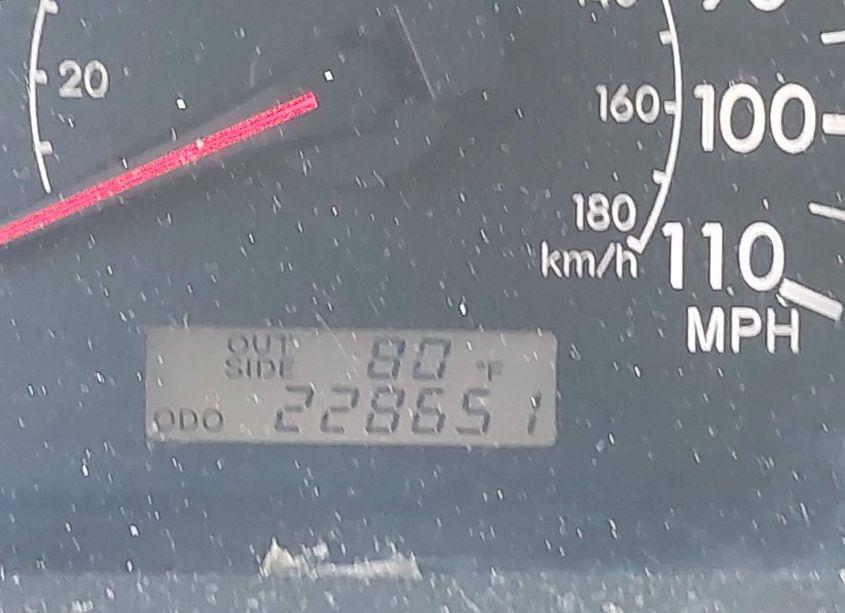 20
160 100
180 110
km/h
MPH
OUT SIDE 80 °F
ODO 228651